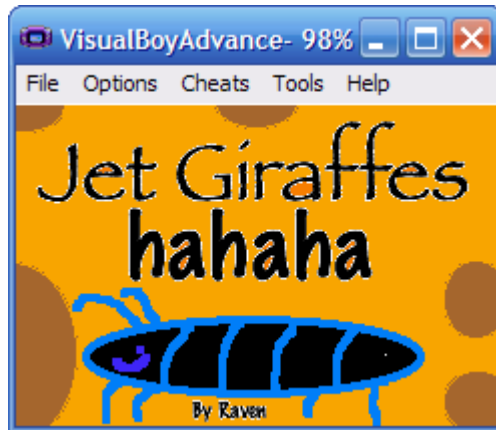 VisualBoyAdvance- 98%
File Options Cheats Tools Help
Jet Giraffes
hahaha
By Raven